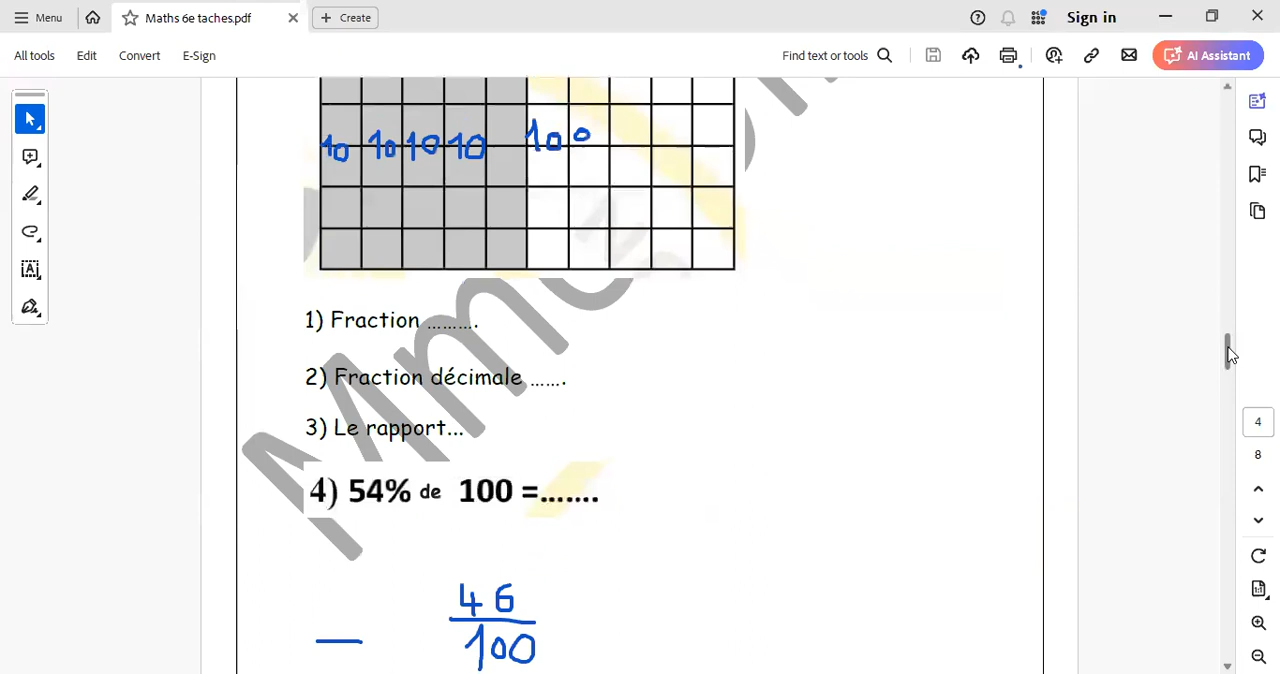 Menu
Maths 6e taches.pdf
Create
Sign in
All tools
Edit
Convert
E-Sign
Find text or tools
AI Assistant
10 10 10 10 100
1) Fraction ……….
2) Fraction décimale …….
3) Le rapport…
4) 54% de 100 =…....
46
100
4
8